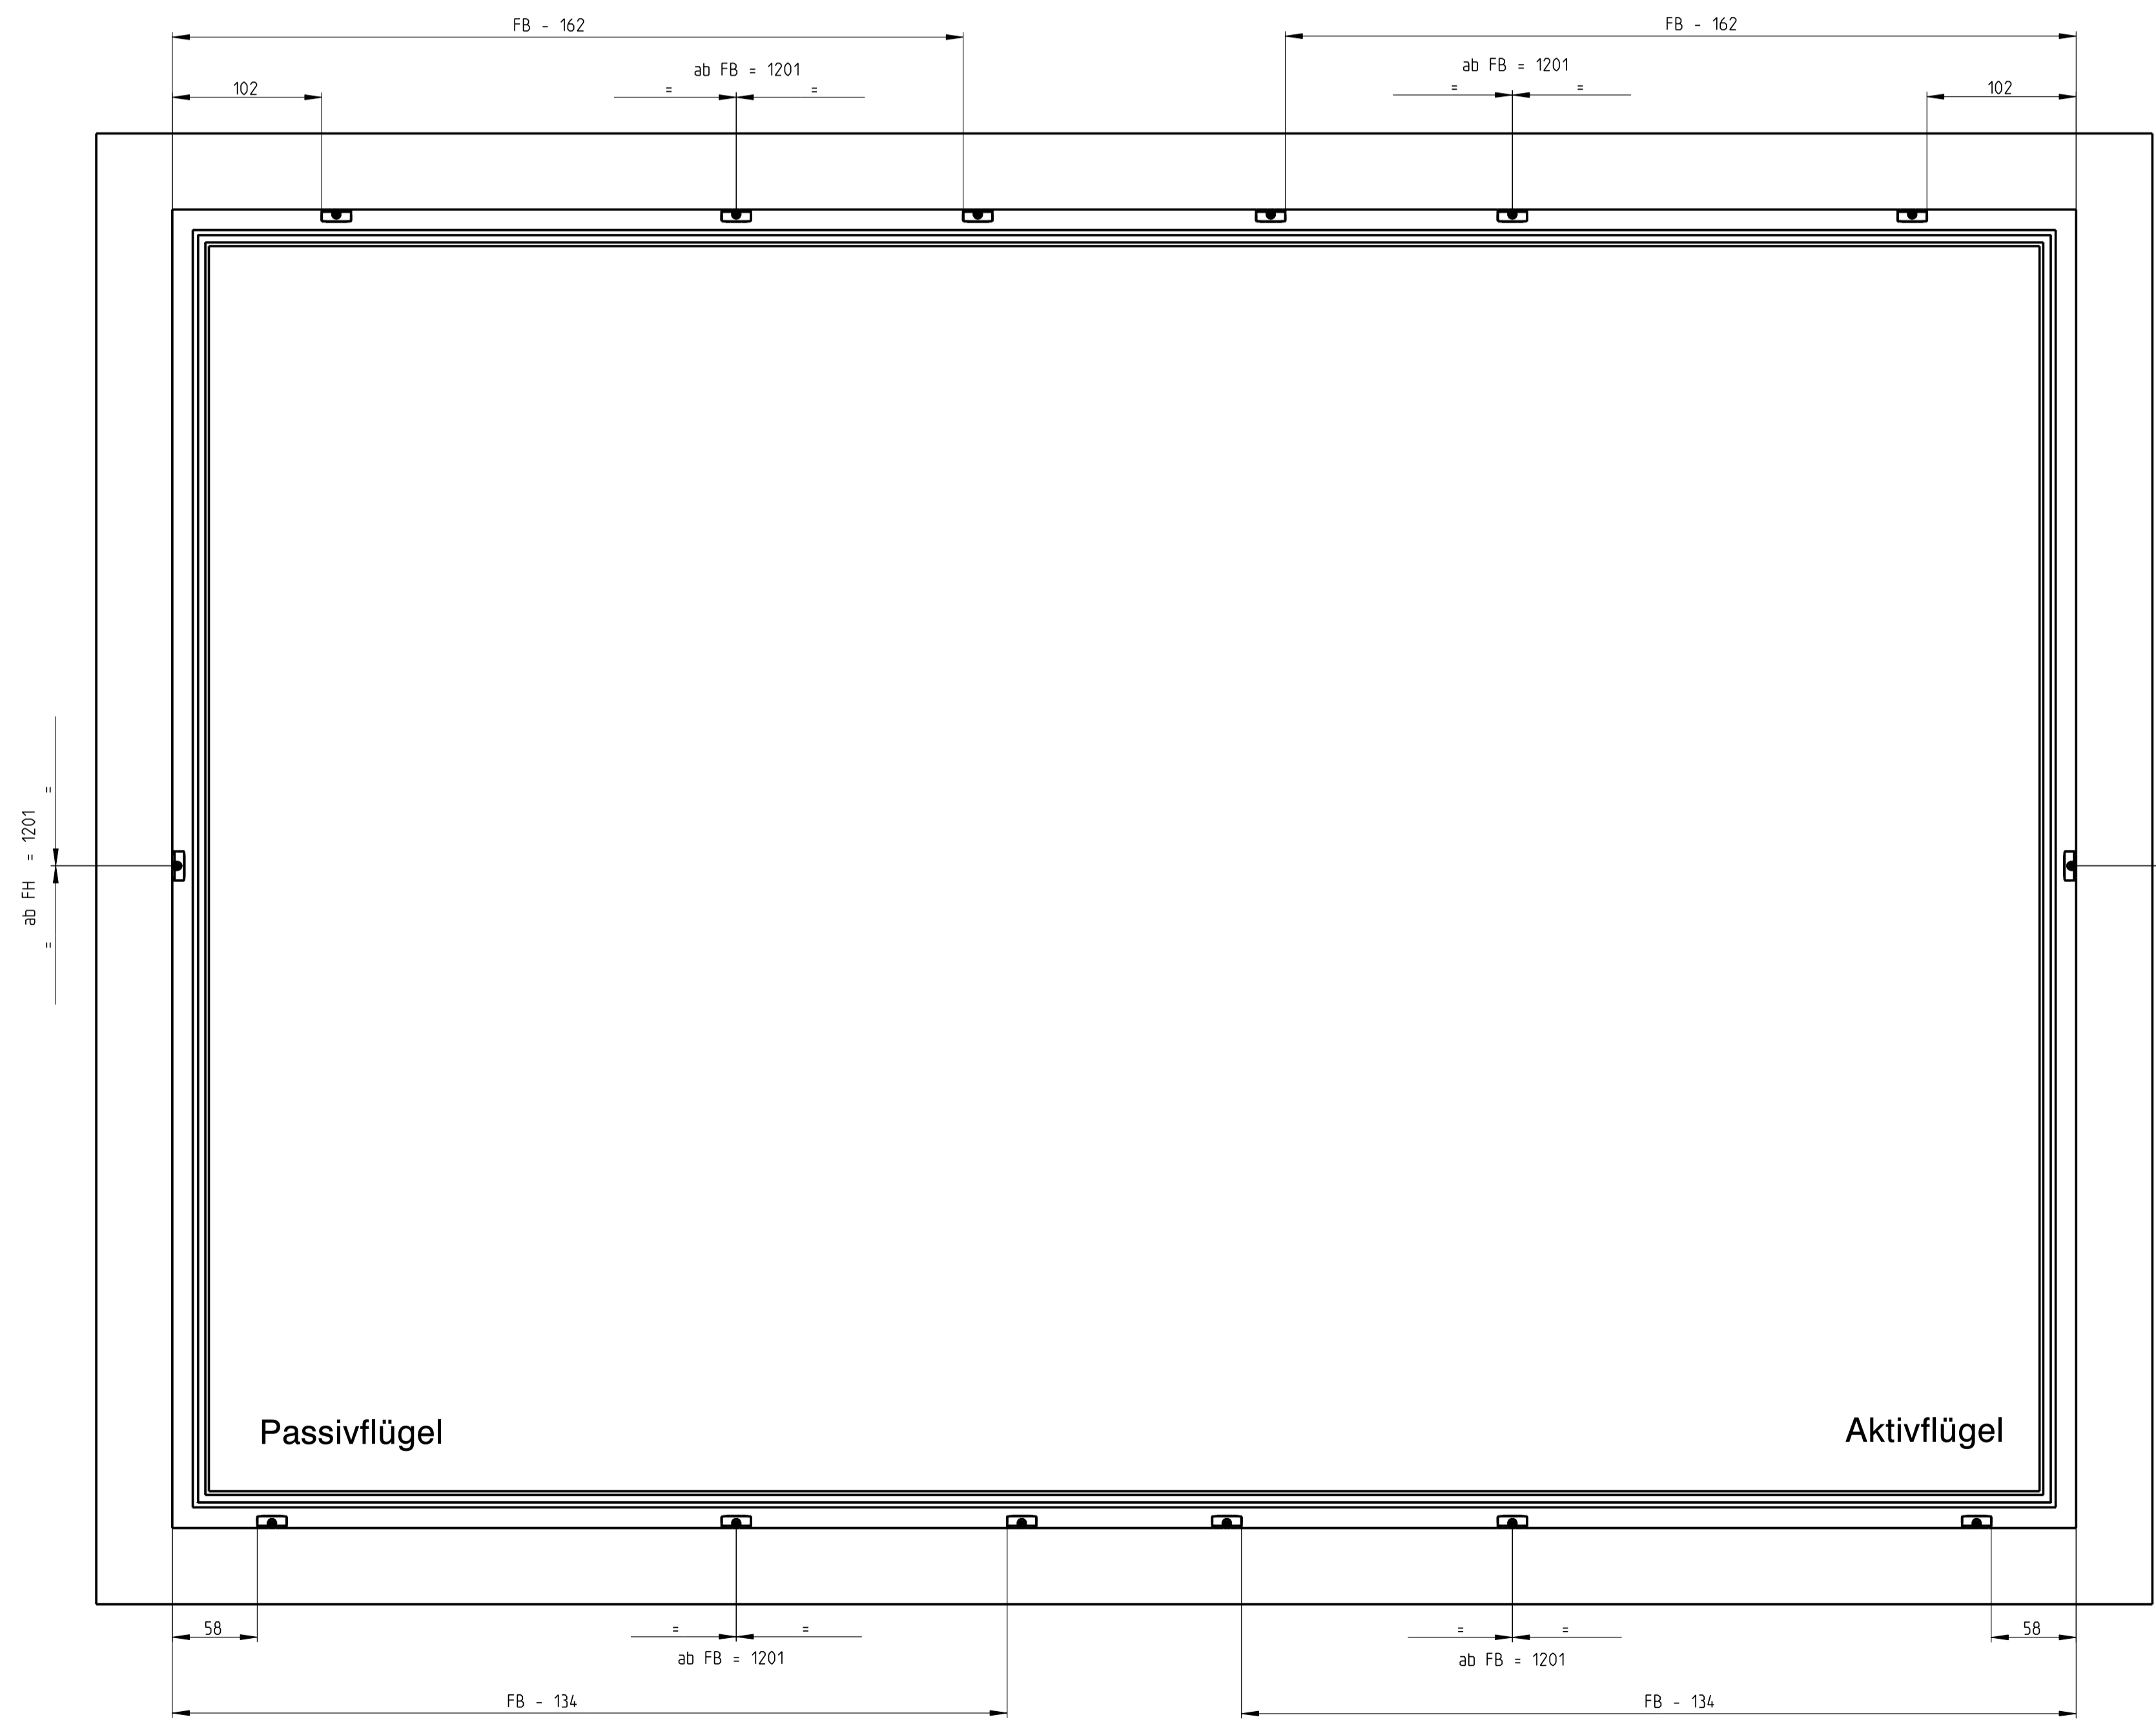 FB - 162
FB - 162
ab FB = 1201
ab FB = 1201
102
= =
= =
102
ab FH = 1201
= =
Passivflügel
Aktivflügel
58
= =
= =
58
ab FB = 1201
ab FB = 1201
FB - 134
FB - 134